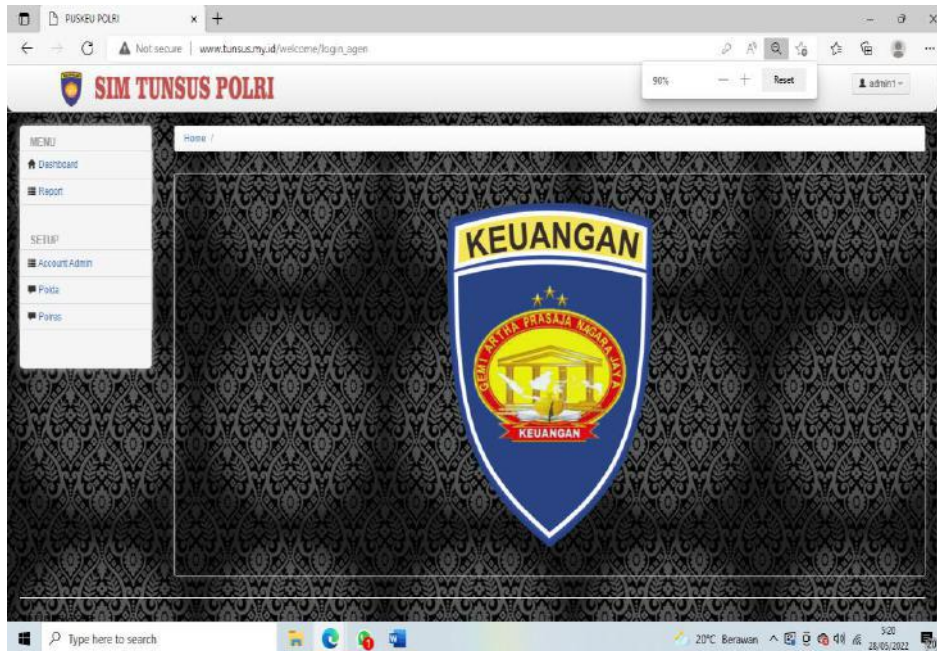 PUSKEU POLRI
Not secure | www.tunsus.my.id/welcome/login_agen
SIM TUNSUS POLRI
90%
Reset
admin1
MENU
Dashboard
Report
SETUP
Account Admin
Polda
Polres
Home /
KEUANGAN
GEMI ARTHA PRASAJA NAGARA JAYA
KEUANGAN
Type here to search
20°C Berawan
5:20
28/05/2022